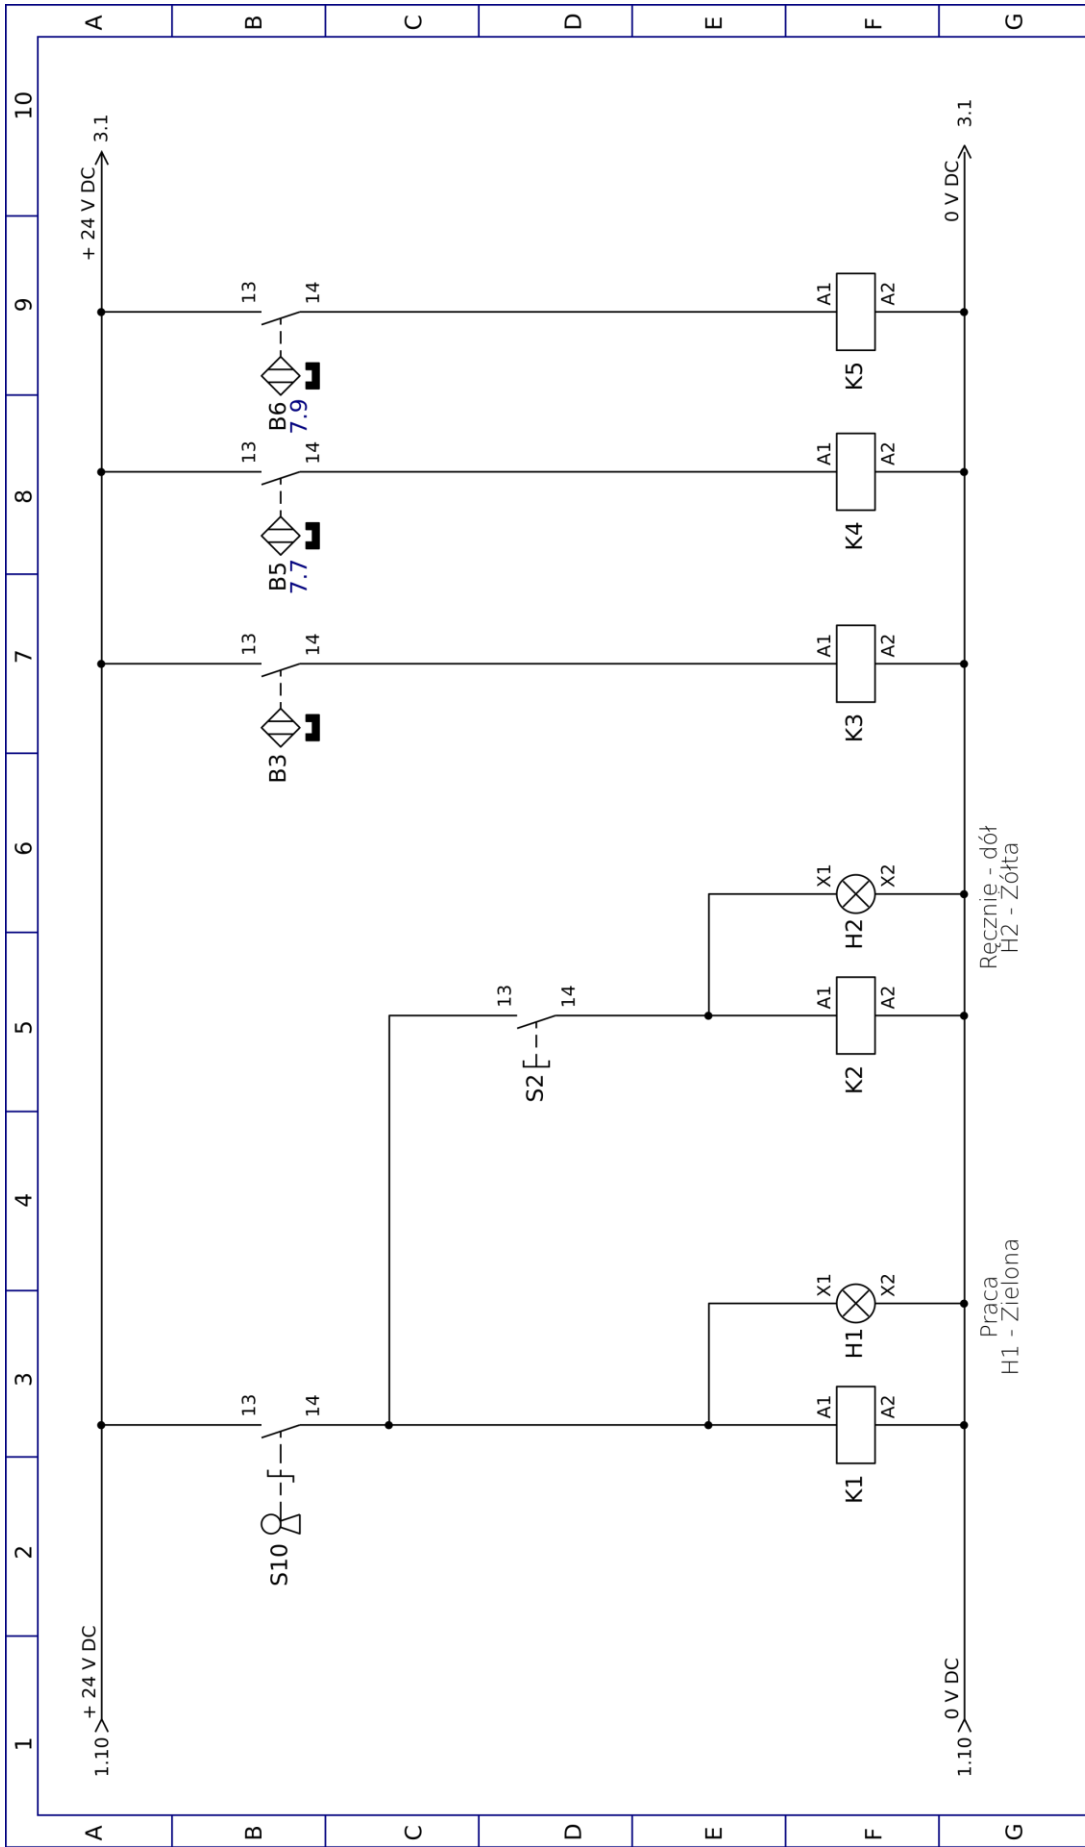 1 2 3 4 5 6 7 8 9 10
A A
1.10 + 24 V DC + 24 V DC 3.1
B B
S10 13
14
B3 13
14
B5 13
7.7 14
B6 13
7.9 14
C C
D D
S2 13
14
E E
F F
K1 A1
A2
H1 X1
X2
K2 A1
A2
H2 X1
X2
K3 A1
A2
K4 A1
A2
K5 A1
A2
1.10 0 V DC 0 V DC 3.1
G G
Praca
H1 - Zielona
Ręcznie - dół
H2 - Żółta